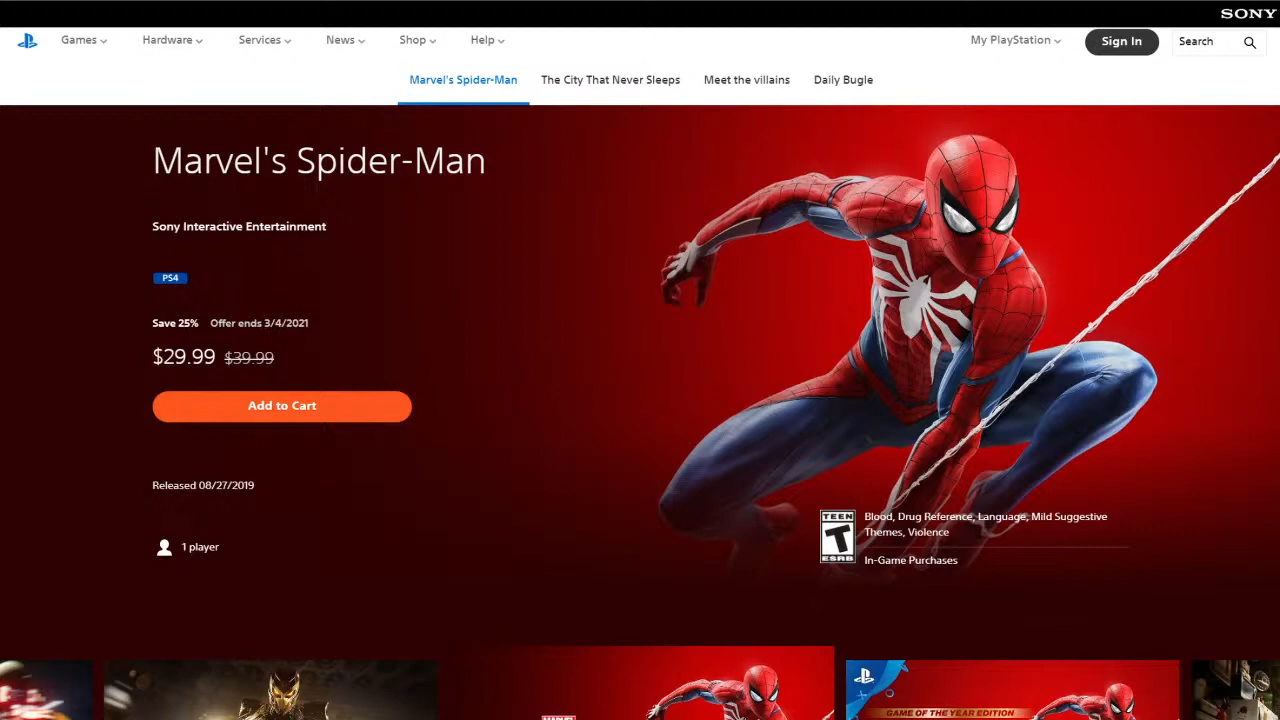 SONY
Games
Hardware
Services
News
Shop
Help
My PlayStation
Sign In
Search
Marvel's Spider-Man
The City That Never Sleeps
Meet the villains
Daily Bugle
Marvel's Spider-Man
Sony Interactive Entertainment
PS4
Save 25% Offer ends 3/4/2021
$29.99 $39.99
Add to Cart
Released 08/27/2019
1 player
TEEN
T
ESRB
Blood, Drug Reference, Language, Mild Suggestive
Themes, Violence
In-Game Purchases
MARVEL
GAME OF THE YEAR EDITION